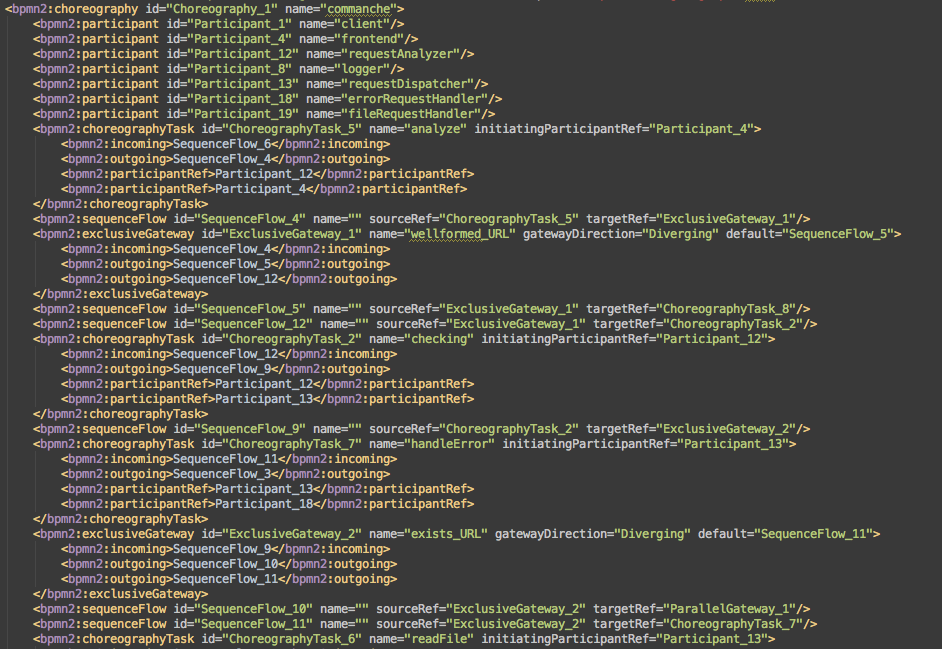 <bpmn2:choreography id="Choreography_1" name="commanche">
<bpmn2:participant id="Participant_1" name="client"/>
<bpmn2:participant id="Participant_4" name="frontend"/>
<bpmn2:participant id="Participant_12" name="requestAnalyzer"/>
<bpmn2:participant id="Participant_8" name="logger"/>
<bpmn2:participant id="Participant_13" name="requestDispatcher"/>
<bpmn2:participant id="Participant_18" name="errorRequestHandler"/>
<bpmn2:participant id="Participant_19" name="fileRequestHandler"/>
<bpmn2:choreographyTask id="ChoreographyTask_5" name="analyze" initiatingParticipantRef="Participant_4">
<bpmn2:incoming>SequenceFlow_6</bpmn2:incoming>
<bpmn2:outgoing>SequenceFlow_4</bpmn2:outgoing>
<bpmn2:participantRef>Participant_12</bpmn2:participantRef>
<bpmn2:participantRef>Participant_4</bpmn2:participantRef>
</bpmn2:choreographyTask>
<bpmn2:sequenceFlow id="SequenceFlow_4" name="" sourceRef="ChoreographyTask_5" targetRef="ExclusiveGateway_1"/>
<bpmn2:exclusiveGateway id="ExclusiveGateway_1" name="wellformed_URL" gatewayDirection="Diverging" default="SequenceFlow_5">
<bpmn2:incoming>SequenceFlow_4</bpmn2:incoming>
<bpmn2:outgoing>SequenceFlow_5</bpmn2:outgoing>
<bpmn2:outgoing>SequenceFlow_12</bpmn2:outgoing>
</bpmn2:exclusiveGateway>
<bpmn2:sequenceFlow id="SequenceFlow_5" name="" sourceRef="ExclusiveGateway_1" targetRef="ChoreographyTask_8"/>
<bpmn2:sequenceFlow id="SequenceFlow_12" name="" sourceRef="ExclusiveGateway_1" targetRef="ChoreographyTask_2"/>
<bpmn2:choreographyTask id="ChoreographyTask_2" name="checking" initiatingParticipantRef="Participant_12">
<bpmn2:incoming>SequenceFlow_12</bpmn2:incoming>
<bpmn2:outgoing>SequenceFlow_9</bpmn2:outgoing>
<bpmn2:participantRef>Participant_12</bpmn2:participantRef>
<bpmn2:participantRef>Participant_13</bpmn2:participantRef>
</bpmn2:choreographyTask>
<bpmn2:sequenceFlow id="SequenceFlow_9" name="" sourceRef="ChoreographyTask_2" targetRef="ExclusiveGateway_2"/>
<bpmn2:choreographyTask id="ChoreographyTask_7" name="handleError" initiatingParticipantRef="Participant_13">
<bpmn2:incoming>SequenceFlow_11</bpmn2:incoming>
<bpmn2:outgoing>SequenceFlow_3</bpmn2:outgoing>
<bpmn2:participantRef>Participant_13</bpmn2:participantRef>
<bpmn2:participantRef>Participant_18</bpmn2:participantRef>
</bpmn2:choreographyTask>
<bpmn2:exclusiveGateway id="ExclusiveGateway_2" name="exists_URL" gatewayDirection="Diverging" default="SequenceFlow_11">
<bpmn2:incoming>SequenceFlow_9</bpmn2:incoming>
<bpmn2:outgoing>SequenceFlow_10</bpmn2:outgoing>
<bpmn2:outgoing>SequenceFlow_11</bpmn2:outgoing>
</bpmn2:exclusiveGateway>
<bpmn2:sequenceFlow id="SequenceFlow_10" name="" sourceRef="ExclusiveGateway_2" targetRef="ParallelGateway_1"/>
<bpmn2:sequenceFlow id="SequenceFlow_11" name="" sourceRef="ExclusiveGateway_2" targetRef="ChoreographyTask_7"/>
<bpmn2:choreographyTask id="ChoreographyTask_6" name="readFile" initiatingParticipantRef="Participant_13">